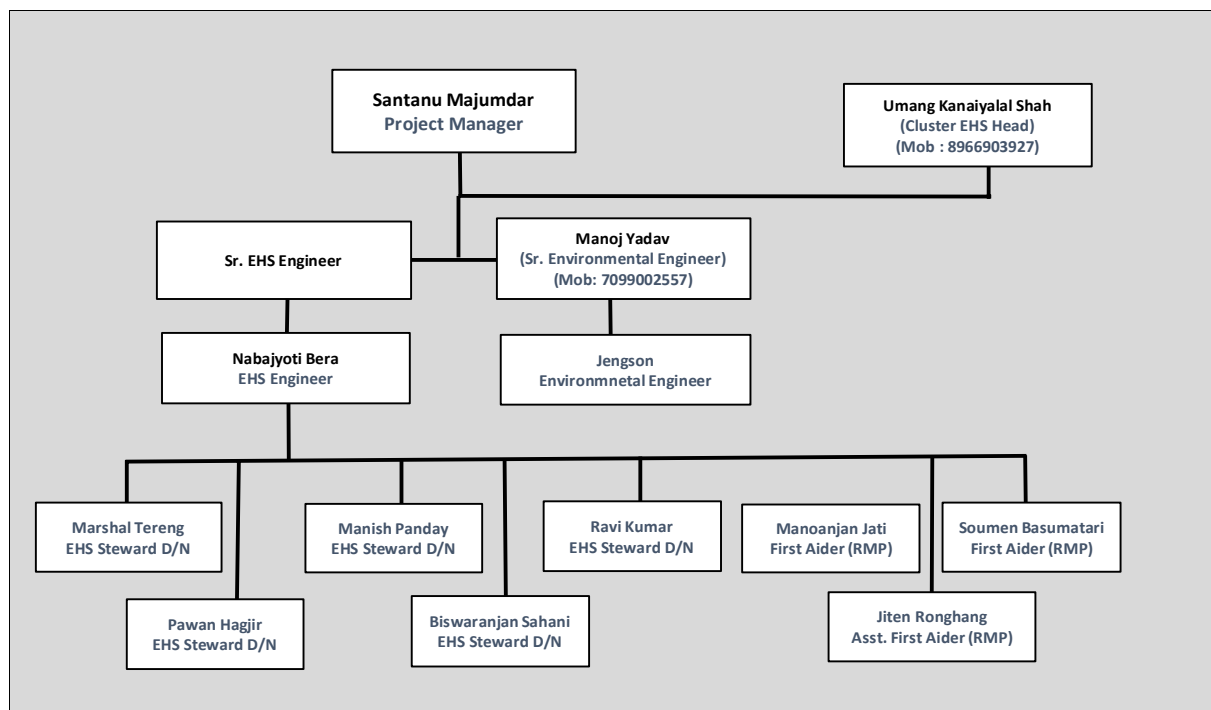 Santanu Majumdar
Project Manager
Umang Kanaiyalal Shah
(Cluster EHS Head)
(Mob : 8966903927)
Sr. EHS Engineer
Manoj Yadav
(Sr. Environmental Engineer)
(Mob: 7099002557)
Nabajyoti Bera
EHS Engineer
Jengson
Environmnetal Engineer
Marshal Tereng
EHS Steward D/N
Manish Panday
EHS Steward D/N
Ravi Kumar
EHS Steward D/N
Manoanjan Jati
First Aider (RMP)
Soumen Basumatari
First Aider (RMP)
Pawan Hagjir
EHS Steward D/N
Biswaranjan Sahani
EHS Steward D/N
Jiten Ronghang
Asst. First Aider (RMP)